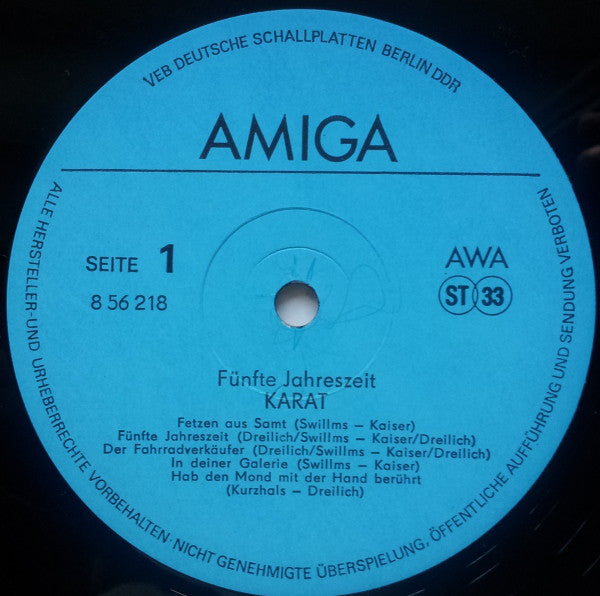 VEB DEUTSCHE SCHALLPLATTEN BERLIN DDR
AMIGA
SEITE 1
8 56 218
AWA
ST 33
Fünfte Jahreszeit
KARAT
Fetzen aus Samt (Swillms – Kaiser)
Fünfte Jahreszeit (Dreilich/Swillms – Kaiser/Dreilich)
Der Fahrradverkäufer (Dreilich/Swillms – Kaiser/Dreilich)
In deiner Galerie (Swillms – Kaiser)
Hab den Mond mit der Hand berührt
(Kurzhals – Dreilich)
ALLE HERSTELLER-UND URHEBERRECHTE VORBEHALTEN·NICHT GENEHMIGTE ÜBERSPIELUNG, ÖFFENTLICHE AUFFÜHRUNG UND SENDUNG VERBOTEN